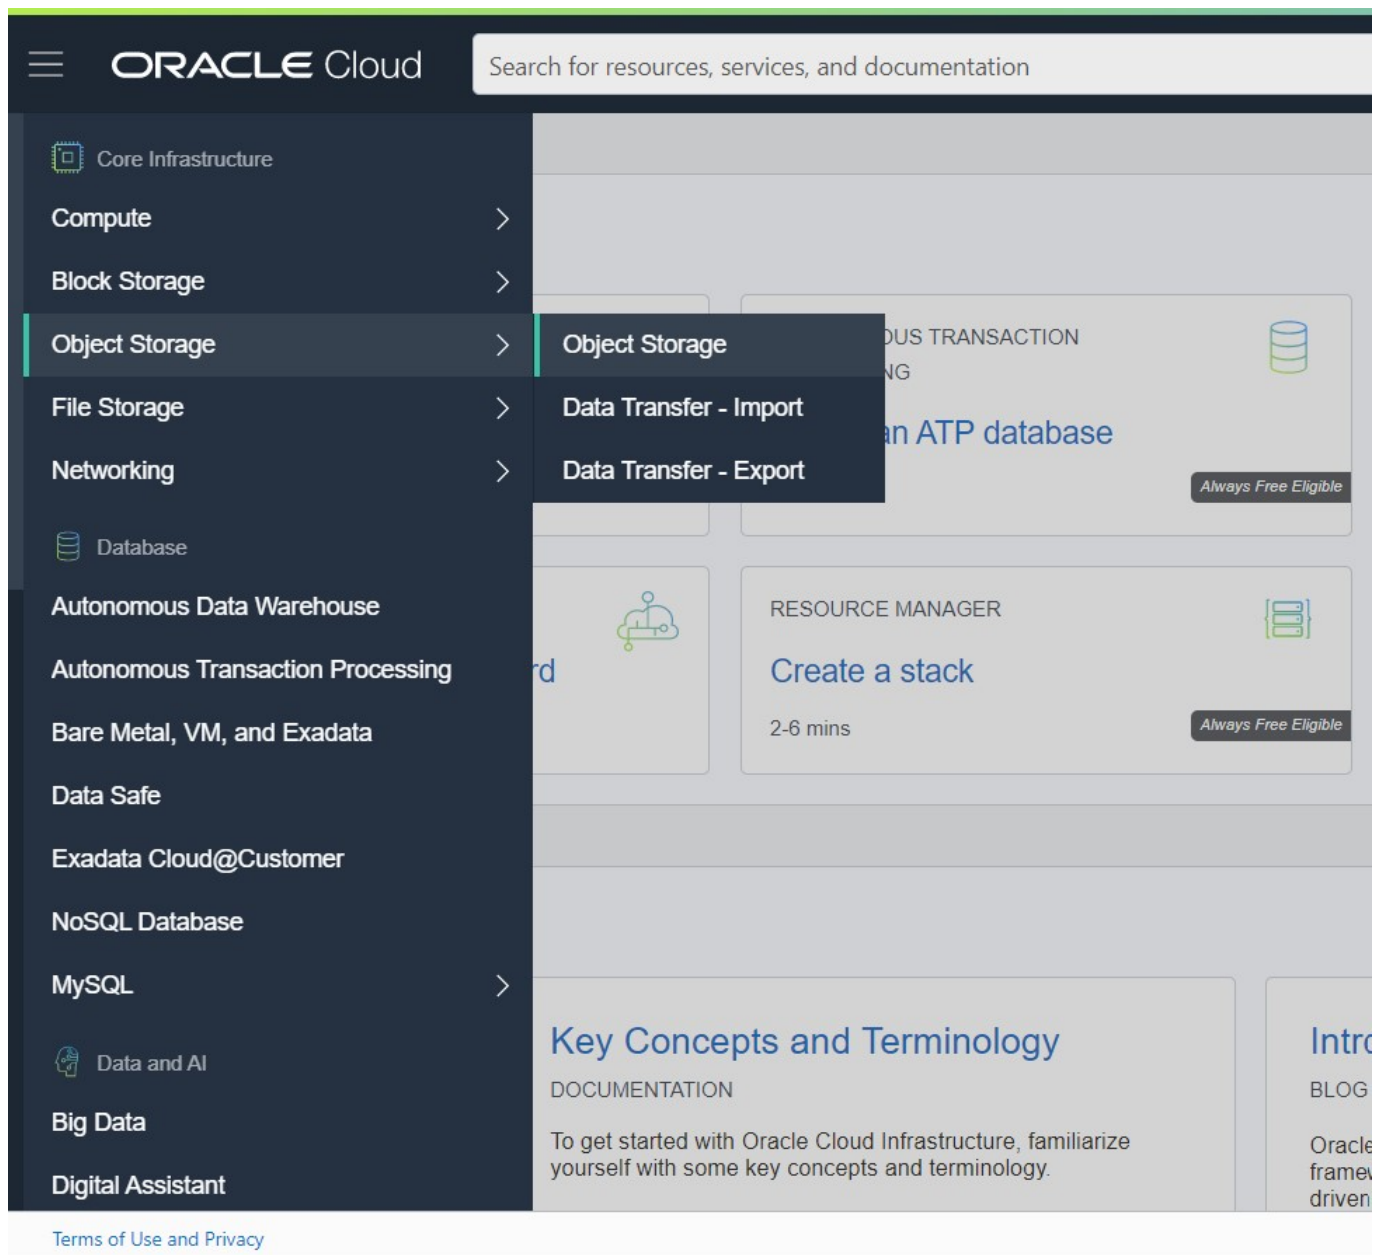 ORACLE Cloud
Search for resources, services, and documentation
Core Infrastructure
Compute
Block Storage
Object Storage
File Storage
Networking
Object Storage
Data Transfer - Import
Data Transfer - Export
Database
Autonomous Data Warehouse
Autonomous Transaction Processing
Bare Metal, VM, and Exadata
Data Safe
Exadata Cloud@Customer
NoSQL Database
MySQL
Data and AI
Big Data
Digital Assistant
TRANSACTION
an ATP database
Always Free Eligible
RESOURCE MANAGER
Create a stack
2-6 mins
Always Free Eligible
Key Concepts and Terminology
DOCUMENTATION
To get started with Oracle Cloud Infrastructure, familiarize
yourself with some key concepts and terminology.
BLOG
Oracle
driven
Terms of Use and Privacy